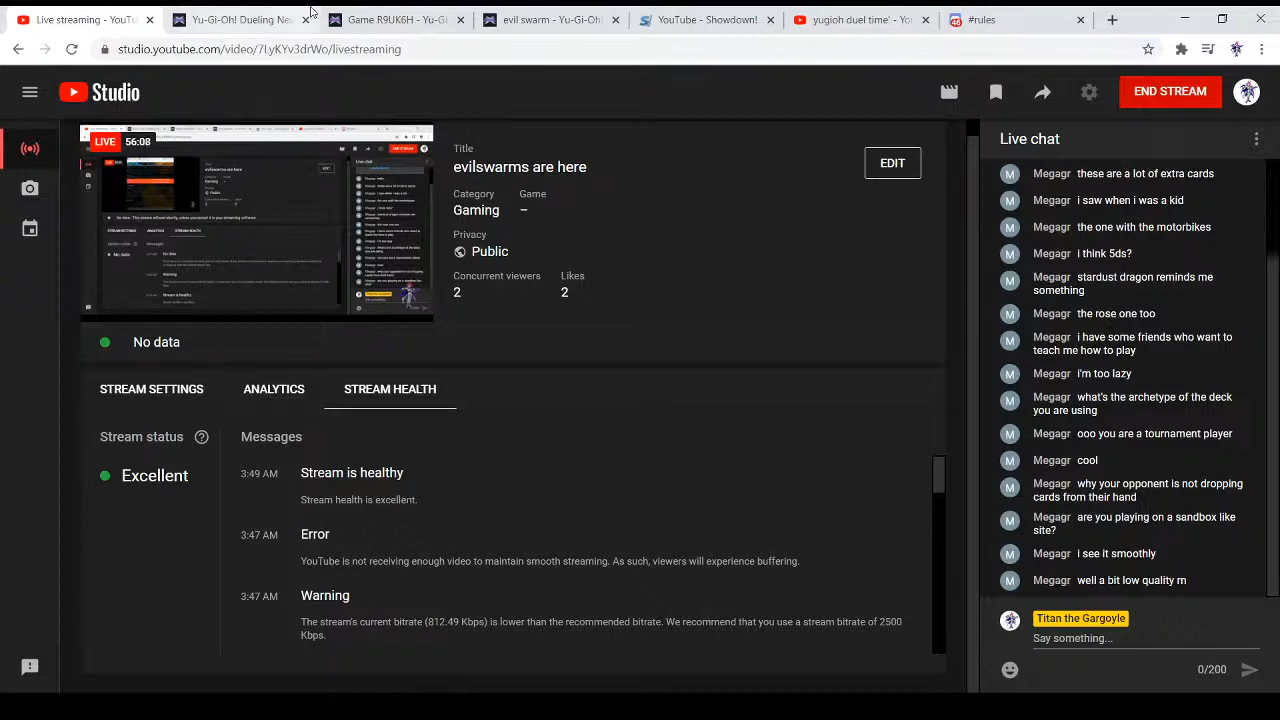 Live streaming - YouTu
Yu-Gi-Oh! Dueling Nex
Game R9UK6H - Yu-Gi
evil swarm - Yu-Gi-Oh!
YouTube - Showdown!
yugioh duel time' - Yo
#rules
studio.youtube.com/video/7LyKYv3drWo/livestreaming
Studio
END STREAM
LIVE 56:08
Title
evilswarms are here
EDIT
Category Game
Gaming –
Privacy
Public
Concurrent viewers Likes
2 2
No data
STREAM SETTINGS ANALYTICS STREAM HEALTH
Stream status Messages
Excellent
3:49 AM Stream is healthy
Stream health is excellent.
3:47 AM Error
YouTube is not receiving enough video to maintain smooth streaming. As such, viewers will experience buffering.
3:47 AM Warning
The stream's current bitrate (812.49 Kbps) is lower than the recommended bitrate. We recommend that you use a stream bitrate of 2500
Kbps.
Live chat
Megagr these are a lot of extra cards
Megagr i saw when i was a kid
Megagr the one with the motorbikes
Megagr i think 5ds?
Megagr stardust dragon reminds me
something
Megagr the rose one too
Megagr i have some friends who want to
teach me how to play
Megagr i'm too lazy
Megagr what's the archetype of the deck
you are using
Megagr ooo you are a tournament player
Megagr cool
Megagr why your opponent is not dropping
cards from their hand
Megagr are you playing on a sandbox like
site?
Megagr i see it smoothly
Megagr well a bit low quality rn
Titan the Gargoyle
Say something...
0/200